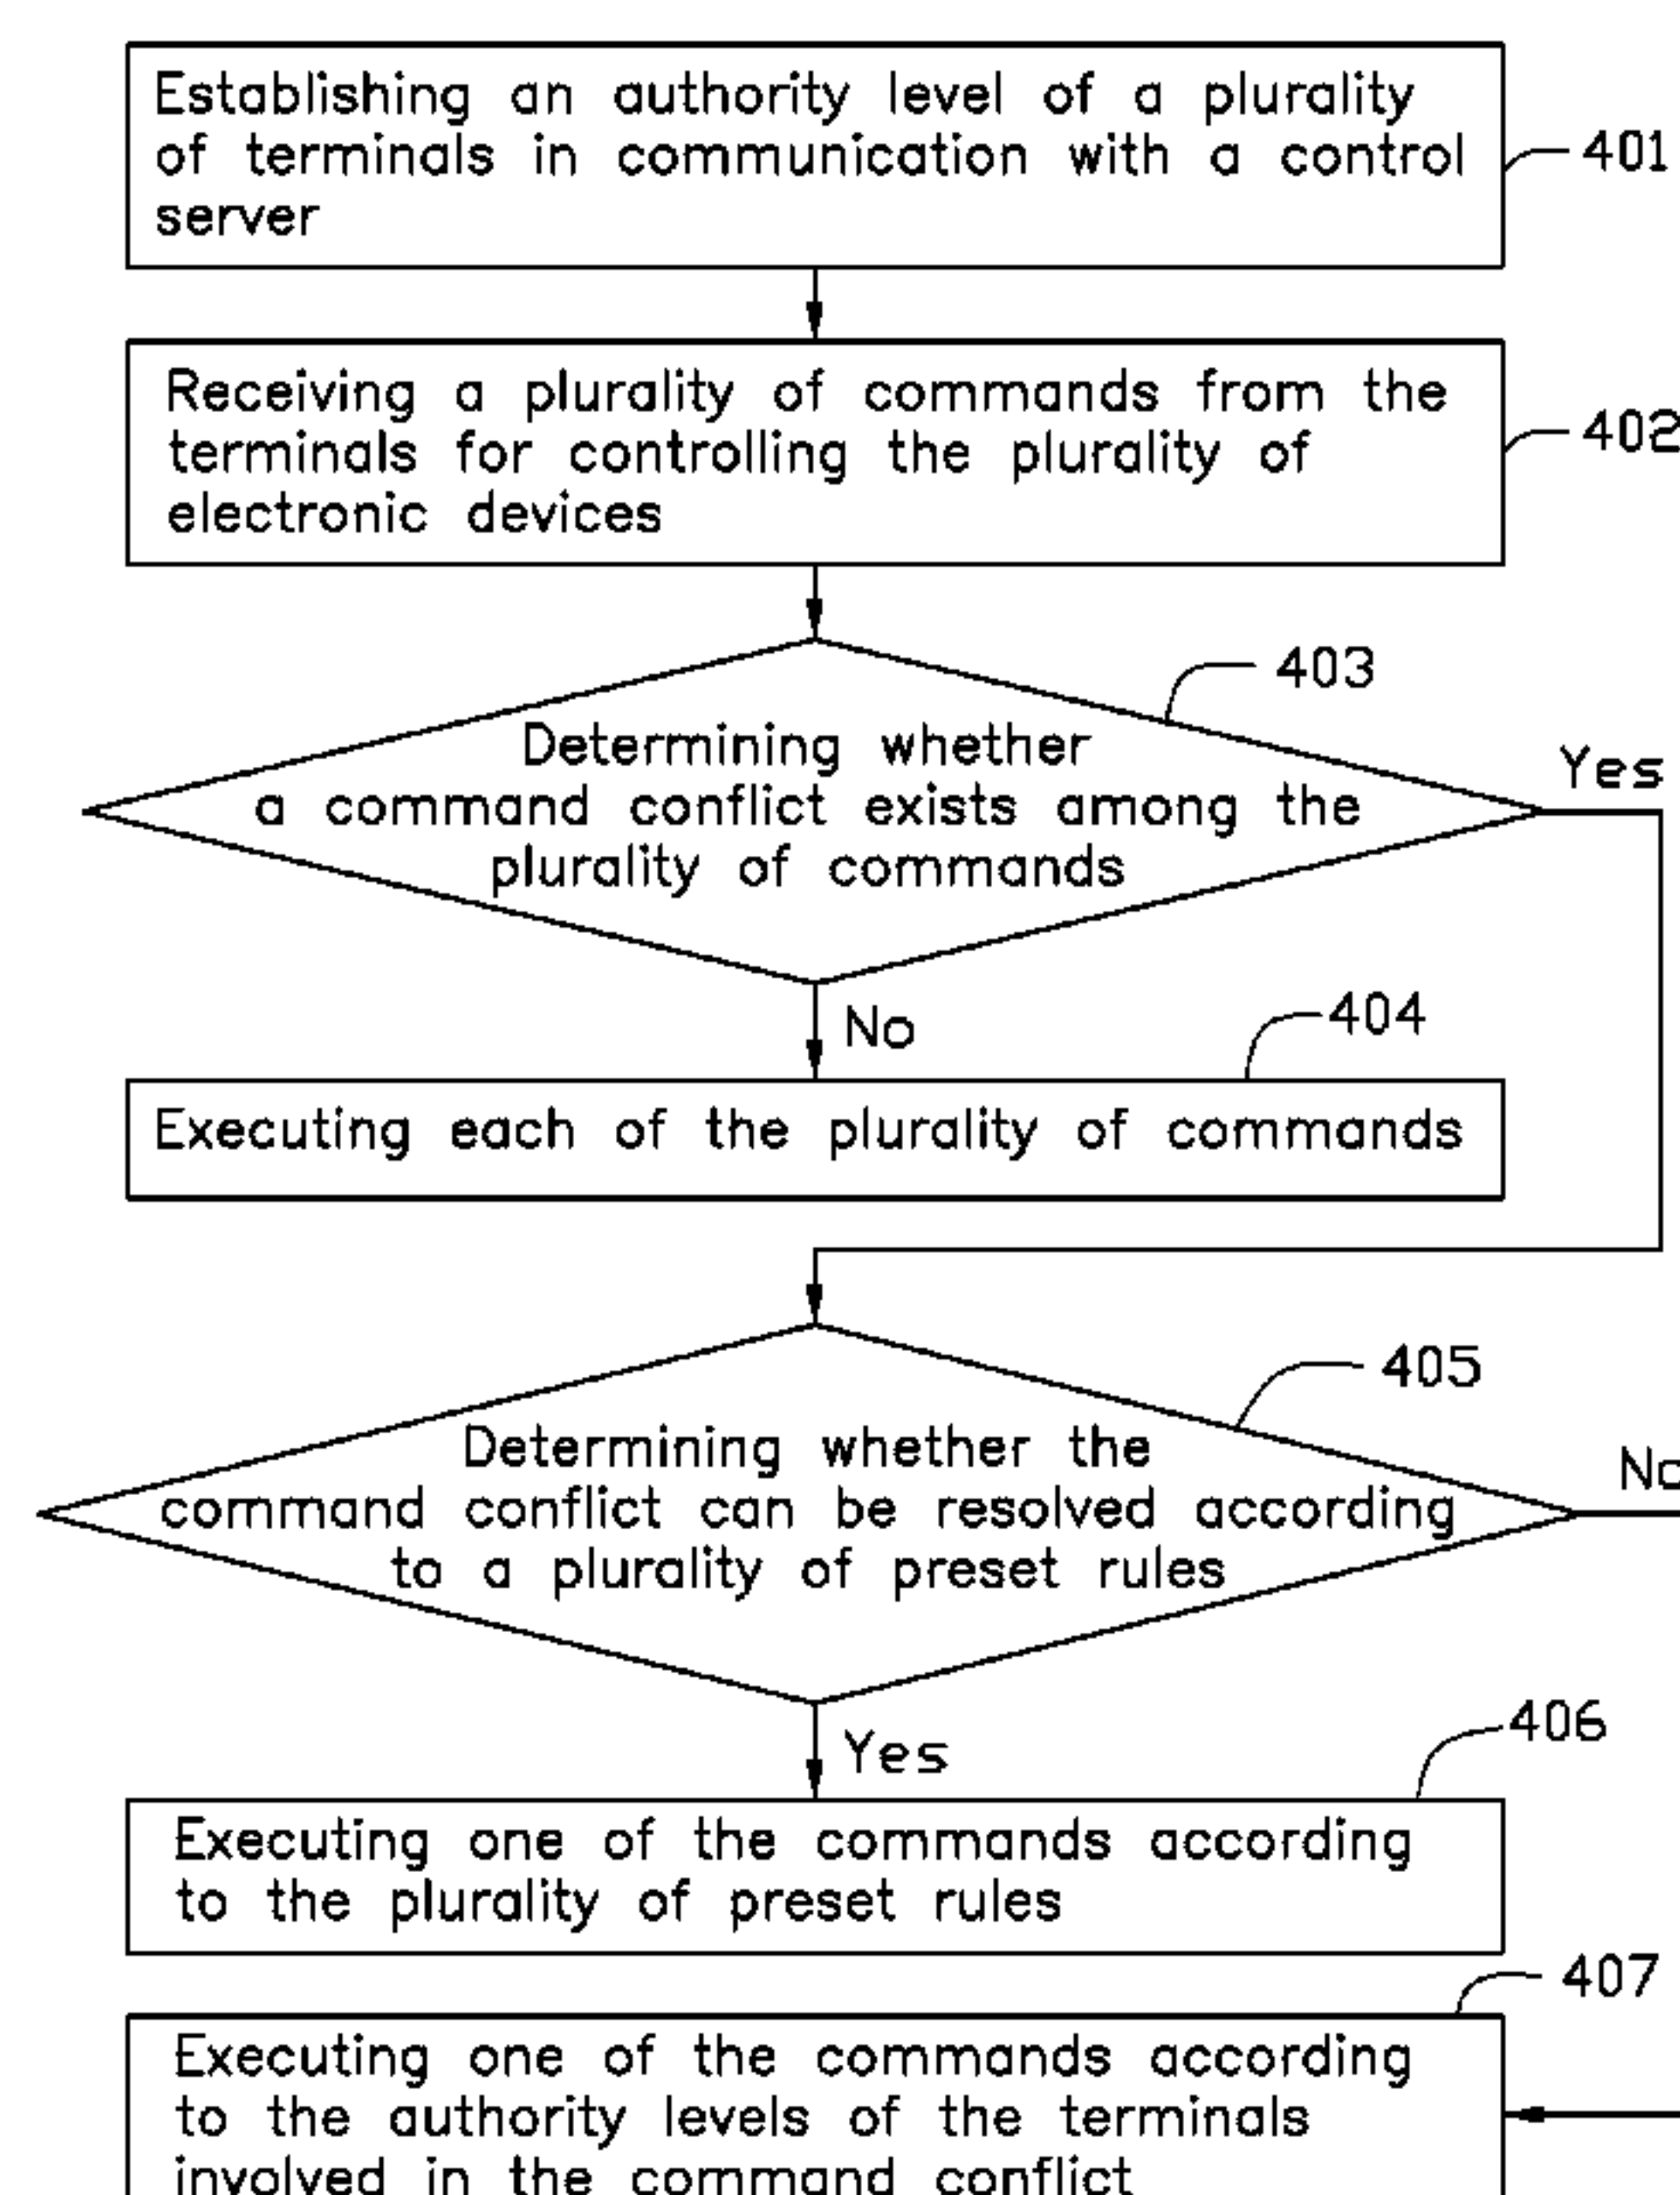 Establishing an authority level of a plurality
of terminals in communication with a control
server
401
Receiving a plurality of commands from the
terminals for controlling the plurality of
electronic devices
402
403
Determining whether
a command conflict exists among the
plurality of commands
Yes
No
404
Executing each of the plurality of commands
405
Determining whether the
command conflict can be resolved according
to a plurality of preset rules
No
Yes
406
Executing one of the commands according
to the plurality of preset rules
407
Executing one of the commands according
to the authority levels of the terminals
involved in the command conflict